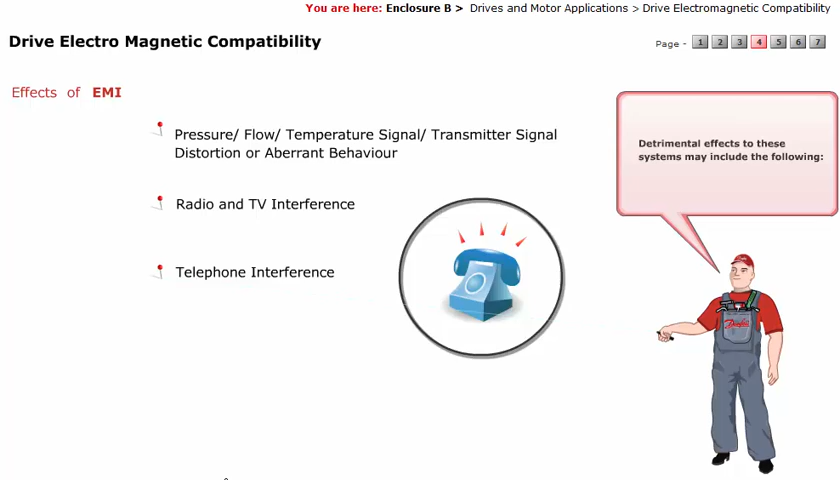 You are here: Enclosure B > Drives and Motor Applications > Drive Electromagnetic Compatibility
Drive Electro Magnetic Compatibility
Page - 1 2 3 4 5 6 7
Effects of EMI
Pressure/ Flow/ Temperature Signal/ Transmitter Signal
Distortion or Aberrant Behaviour
Detrimental effects to these
systems may include the following:
Radio and TV Interference
Telephone Interference
Danfoss